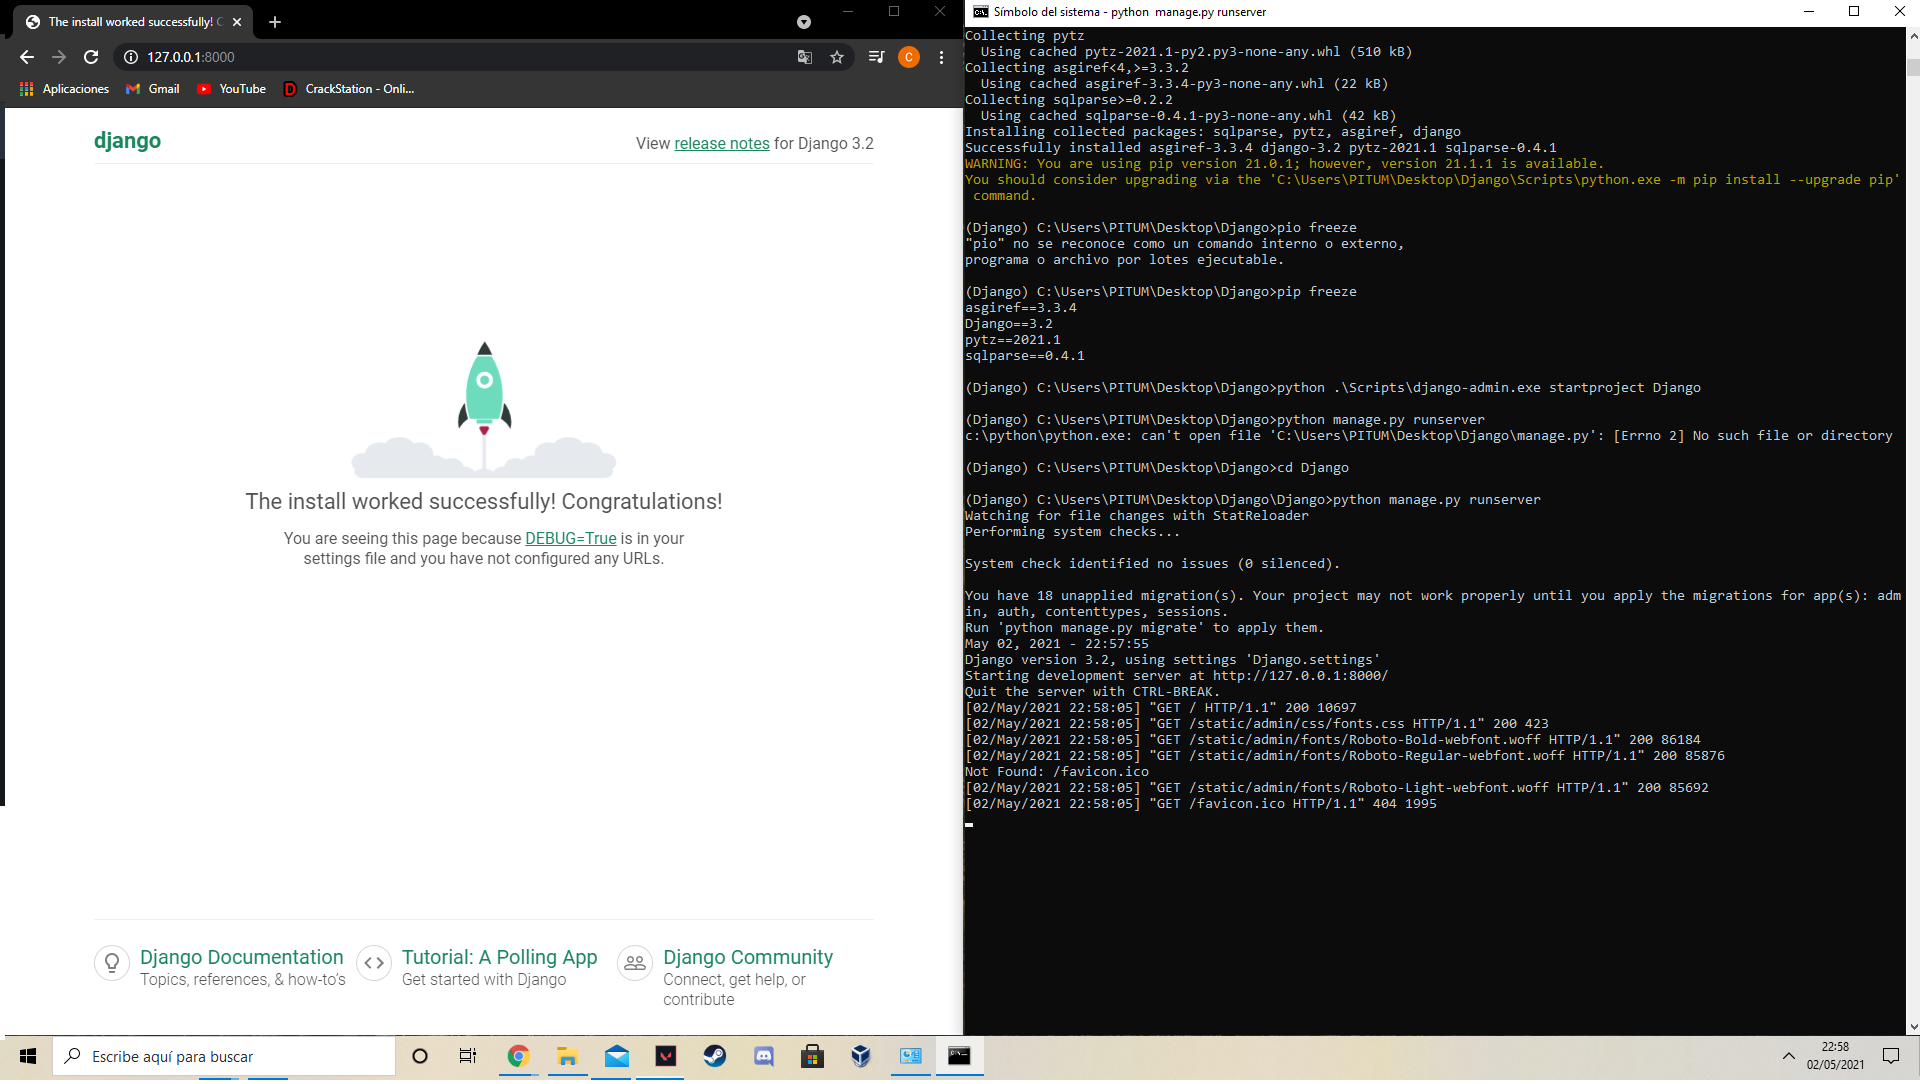 The install worked successfully! C
127.0.0.1:8000
C
Aplicaciones
Gmail
YouTube
CrackStation - Onli...
django
View release notes for Django 3.2
The install worked successfully! Congratulations!
You are seeing this page because DEBUG=True is in your
settings file and you have not configured any URLs.
Django Documentation
Topics, references, & how-to's
Tutorial: A Polling App
Get started with Django
Django Community
Connect, get help, or
contribute
Símbolo del sistema - python  manage.py runserver
Collecting pytz
  Using cached pytz-2021.1-py2.py3-none-any.whl (510 kB)
Collecting asgiref<4,>=3.3.2
  Using cached asgiref-3.3.4-py3-none-any.whl (22 kB)
Collecting sqlparse>=0.2.2
  Using cached sqlparse-0.4.1-py3-none-any.whl (42 kB)
Installing collected packages: sqlparse, pytz, asgiref, django
Successfully installed asgiref-3.3.4 django-3.2 pytz-2021.1 sqlparse-0.4.1
WARNING: You are using pip version 21.0.1; however, version 21.1.1 is available.
You should consider upgrading via the 'C:\Users\PITUM\Desktop\Django\Scripts\python.exe -m pip install --upgrade pip'
 command.
(Django) C:\Users\PITUM\Desktop\Django>pio freeze
"pio" no se reconoce como un comando interno o externo,
programa o archivo por lotes ejecutable.
(Django) C:\Users\PITUM\Desktop\Django>pip freeze
asgiref==3.3.4
Django==3.2
pytz==2021.1
sqlparse==0.4.1
(Django) C:\Users\PITUM\Desktop\Django>python .\Scripts\django-admin.exe startproject Django
(Django) C:\Users\PITUM\Desktop\Django>python manage.py runserver
c:\python\python.exe: can't open file 'C:\Users\PITUM\Desktop\Django\manage.py': [Errno 2] No such file or directory
(Django) C:\Users\PITUM\Desktop\Django>cd Django
(Django) C:\Users\PITUM\Desktop\Django\Django>python manage.py runserver
Watching for file changes with StatReloader
Performing system checks...
System check identified no issues (0 silenced).
You have 18 unapplied migration(s). Your project may not work properly until you apply the migrations for app(s): adm
in, auth, contenttypes, sessions.
Run 'python manage.py migrate' to apply them.
May 02, 2021 - 22:57:55
Django version 3.2, using settings 'Django.settings'
Starting development server at http://127.0.0.1:8000/
Quit the server with CTRL-BREAK.
[02/May/2021 22:58:05] "GET / HTTP/1.1" 200 10697
[02/May/2021 22:58:05] "GET /static/admin/css/fonts.css HTTP/1.1" 200 423
[02/May/2021 22:58:05] "GET /static/admin/fonts/Roboto-Bold-webfont.woff HTTP/1.1" 200 86184
[02/May/2021 22:58:05] "GET /static/admin/fonts/Roboto-Regular-webfont.woff HTTP/1.1" 200 85876
Not Found: /favicon.ico
[02/May/2021 22:58:05] "GET /static/admin/fonts/Roboto-Light-webfont.woff HTTP/1.1" 200 85692
[02/May/2021 22:58:05] "GET /favicon.ico HTTP/1.1" 404 1995
Escribe aquí para buscar
22:58
02/05/2021